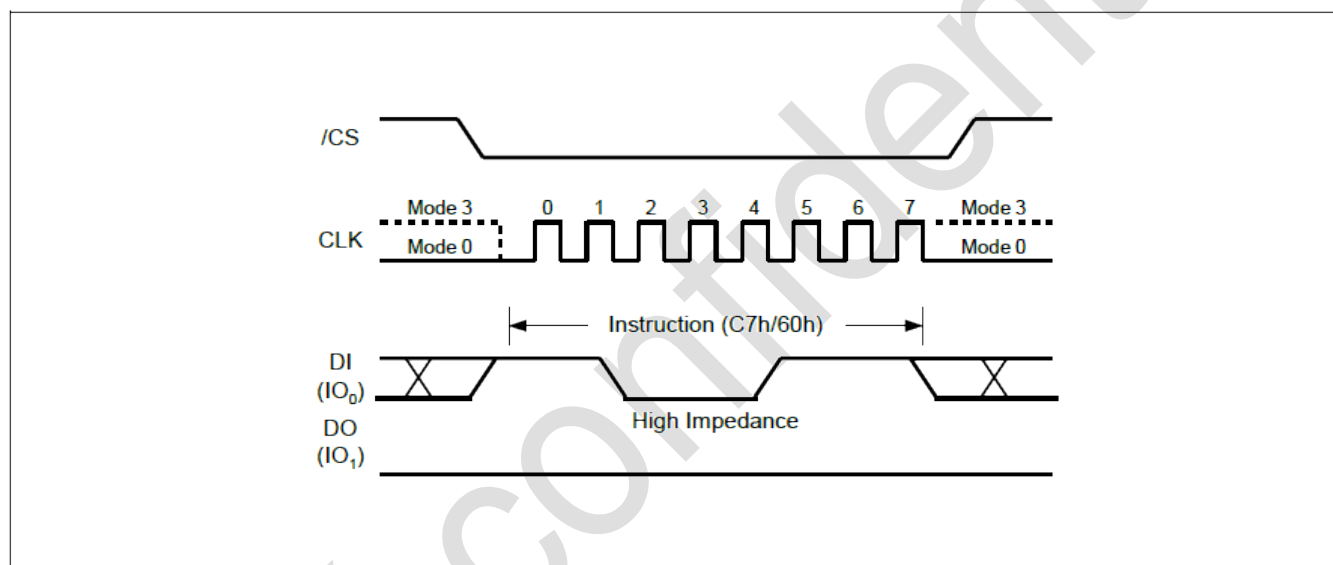 /CS
Mode 3 0 1 2 3 4 5 6 7 Mode 3
CLK
Mode 0 Mode 0
Instruction (C7h/60h)
DI
(IO₀)
High Impedance
DO
(IO₁)
confident